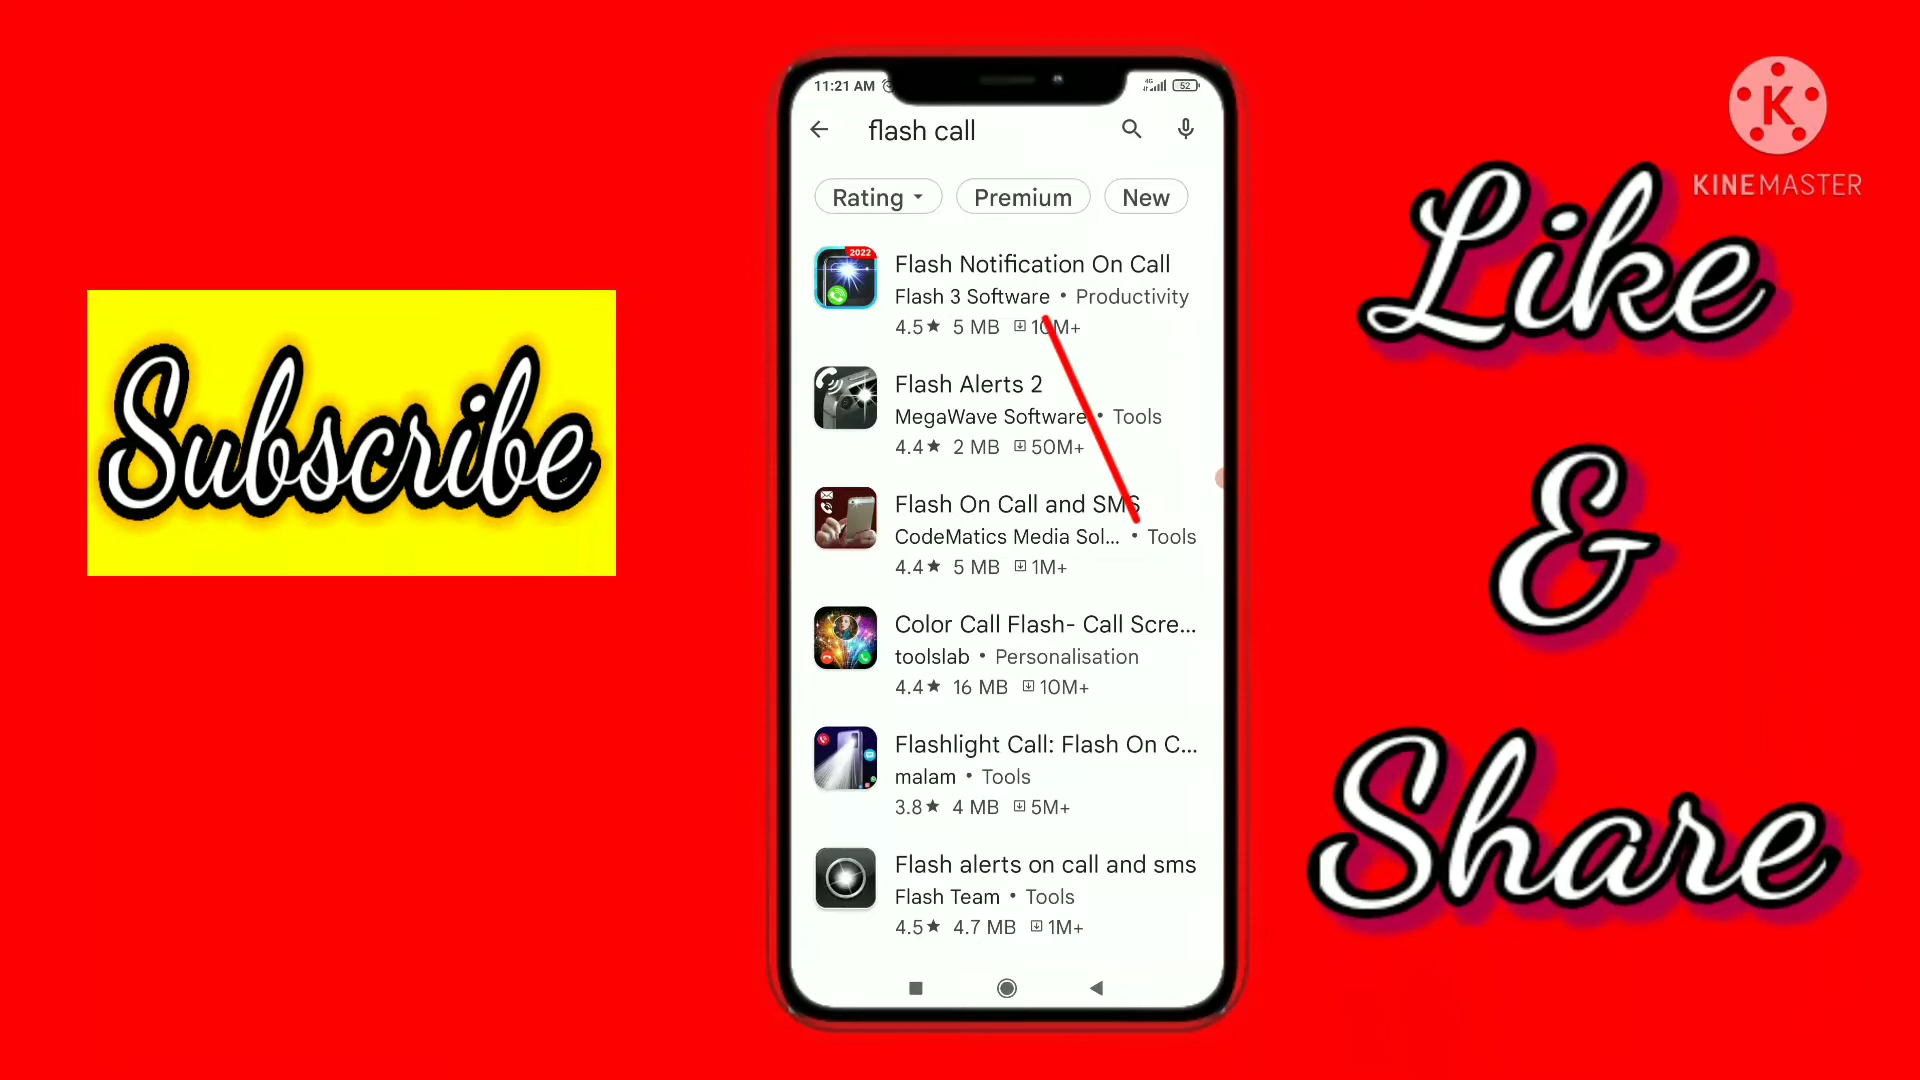 Subscribe
11:21 AM
4G
52
flash call
Rating
Premium
New
2022
Flash Notification On Call
Flash 3 Software • Productivity
4.5★ 5 MB 10M+
Flash Alerts 2
MegaWave Software • Tools
4.4★ 2 MB 50M+
Flash On Call and SMS
CodeMatics Media Sol... • Tools
4.4★ 5 MB 1M+
Color Call Flash- Call Scre...
toolslab • Personalisation
4.4★ 16 MB 10M+
Flashlight Call: Flash On C...
malam • Tools
3.8★ 4 MB 5M+
Flash alerts on call and sms
Flash Team • Tools
4.5★ 4.7 MB 1M+
K
KINEMASTER
Like
&
Share